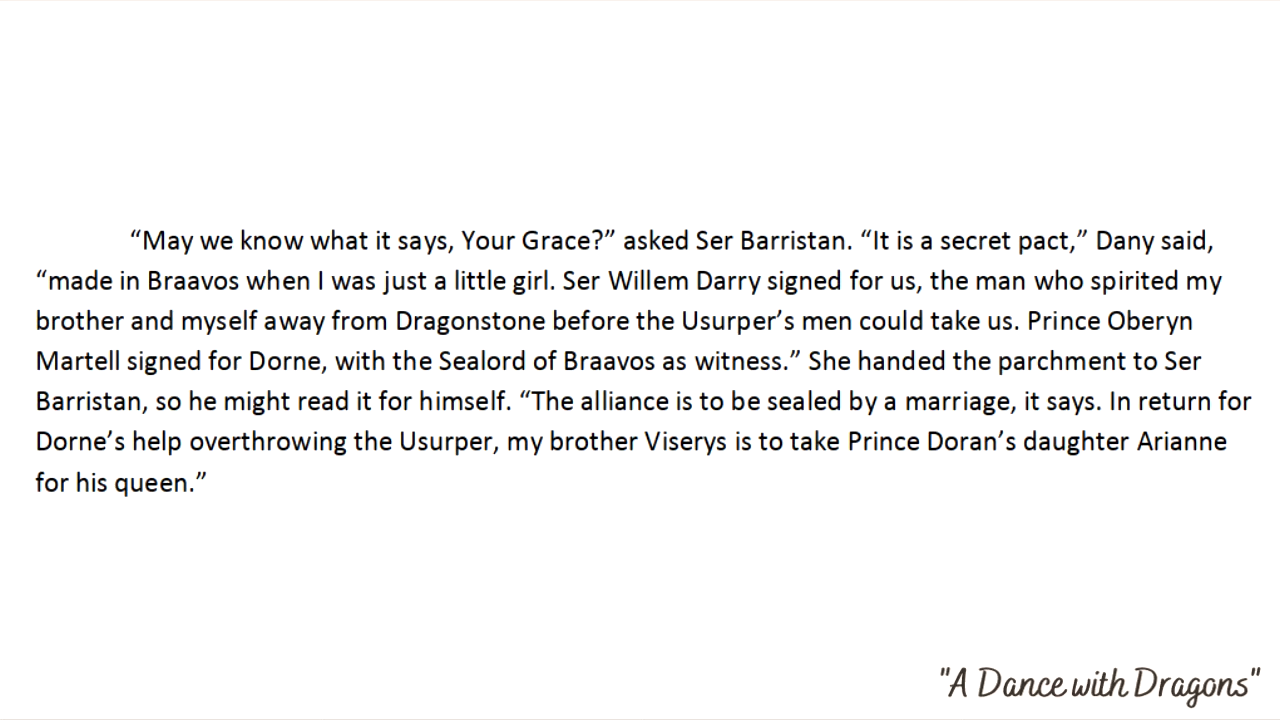 “May we know what it says, Your Grace?” asked Ser Barristan. “It is a secret pact,” Dany said,
“made in Braavos when I was just a little girl. Ser Willem Darry signed for us, the man who spirited my
brother and myself away from Dragonstone before the Usurper’s men could take us. Prince Oberyn
Martell signed for Dorne, with the Sealord of Braavos as witness.” She handed the parchment to Ser
Barristan, so he might read it for himself. “The alliance is to be sealed by a marriage, it says. In return for
Dorne’s help overthrowing the Usurper, my brother Viserys is to take Prince Doran’s daughter Arianne
for his queen.”
"A Dance with Dragons"